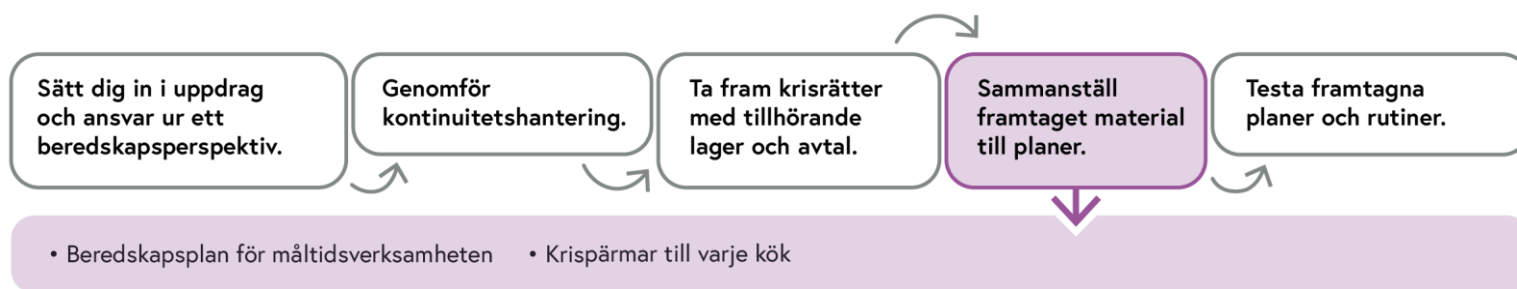 Sätt dig in i uppdrag
och ansvar ur ett
beredskapsperspektiv.
Genomför
kontinuitetshantering.
Ta fram krisrätter
med tillhörande
lager och avtal.
Sammanställ
framtaget material
till planer.
Testa framtagna
planer och rutiner.
• Beredskapsplan för måltidsverksamheten • Krispärmar till varje kök